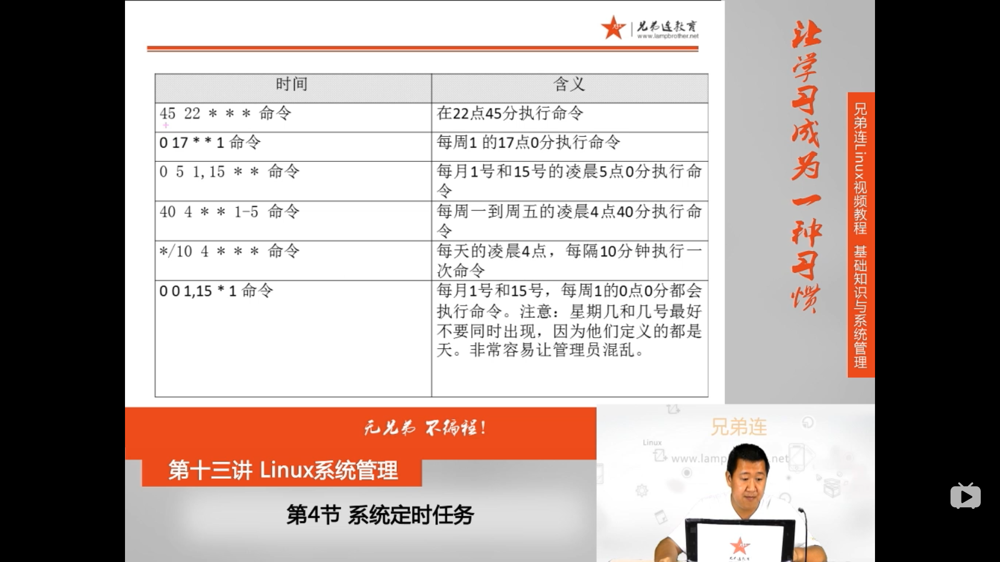 兄弟连教育
www.lampbrother.net
时间 含义
45 22 * * * 命令 在22点45分执行命令
0 17 * * 1 命令 每周1 的17点0分执行命令
0 5 1,15 * * 命令 每月1号和15号的凌晨5点0分执行命
令
40 4 * * 1-5 命令 每周一到周五的凌晨4点40分执行命
令
*/10 4 * * * 命令 每天的凌晨4点，每隔10分钟执行一
次命令
0 0 1,15 * 1 命令 每月1号和15号，每周1的0点0分都会
执行命令。注意：星期几和几号最好
不要同时出现，因为他们定义的都是
天。非常容易让管理员混乱。
让学习成为一种习惯
兄弟连Linux视频教程 基础知识与系统管理
无兄弟 不编程！
第十三讲 Linux系统管理
第4节 系统定时任务
兄弟连
Linux
www.lamp .net